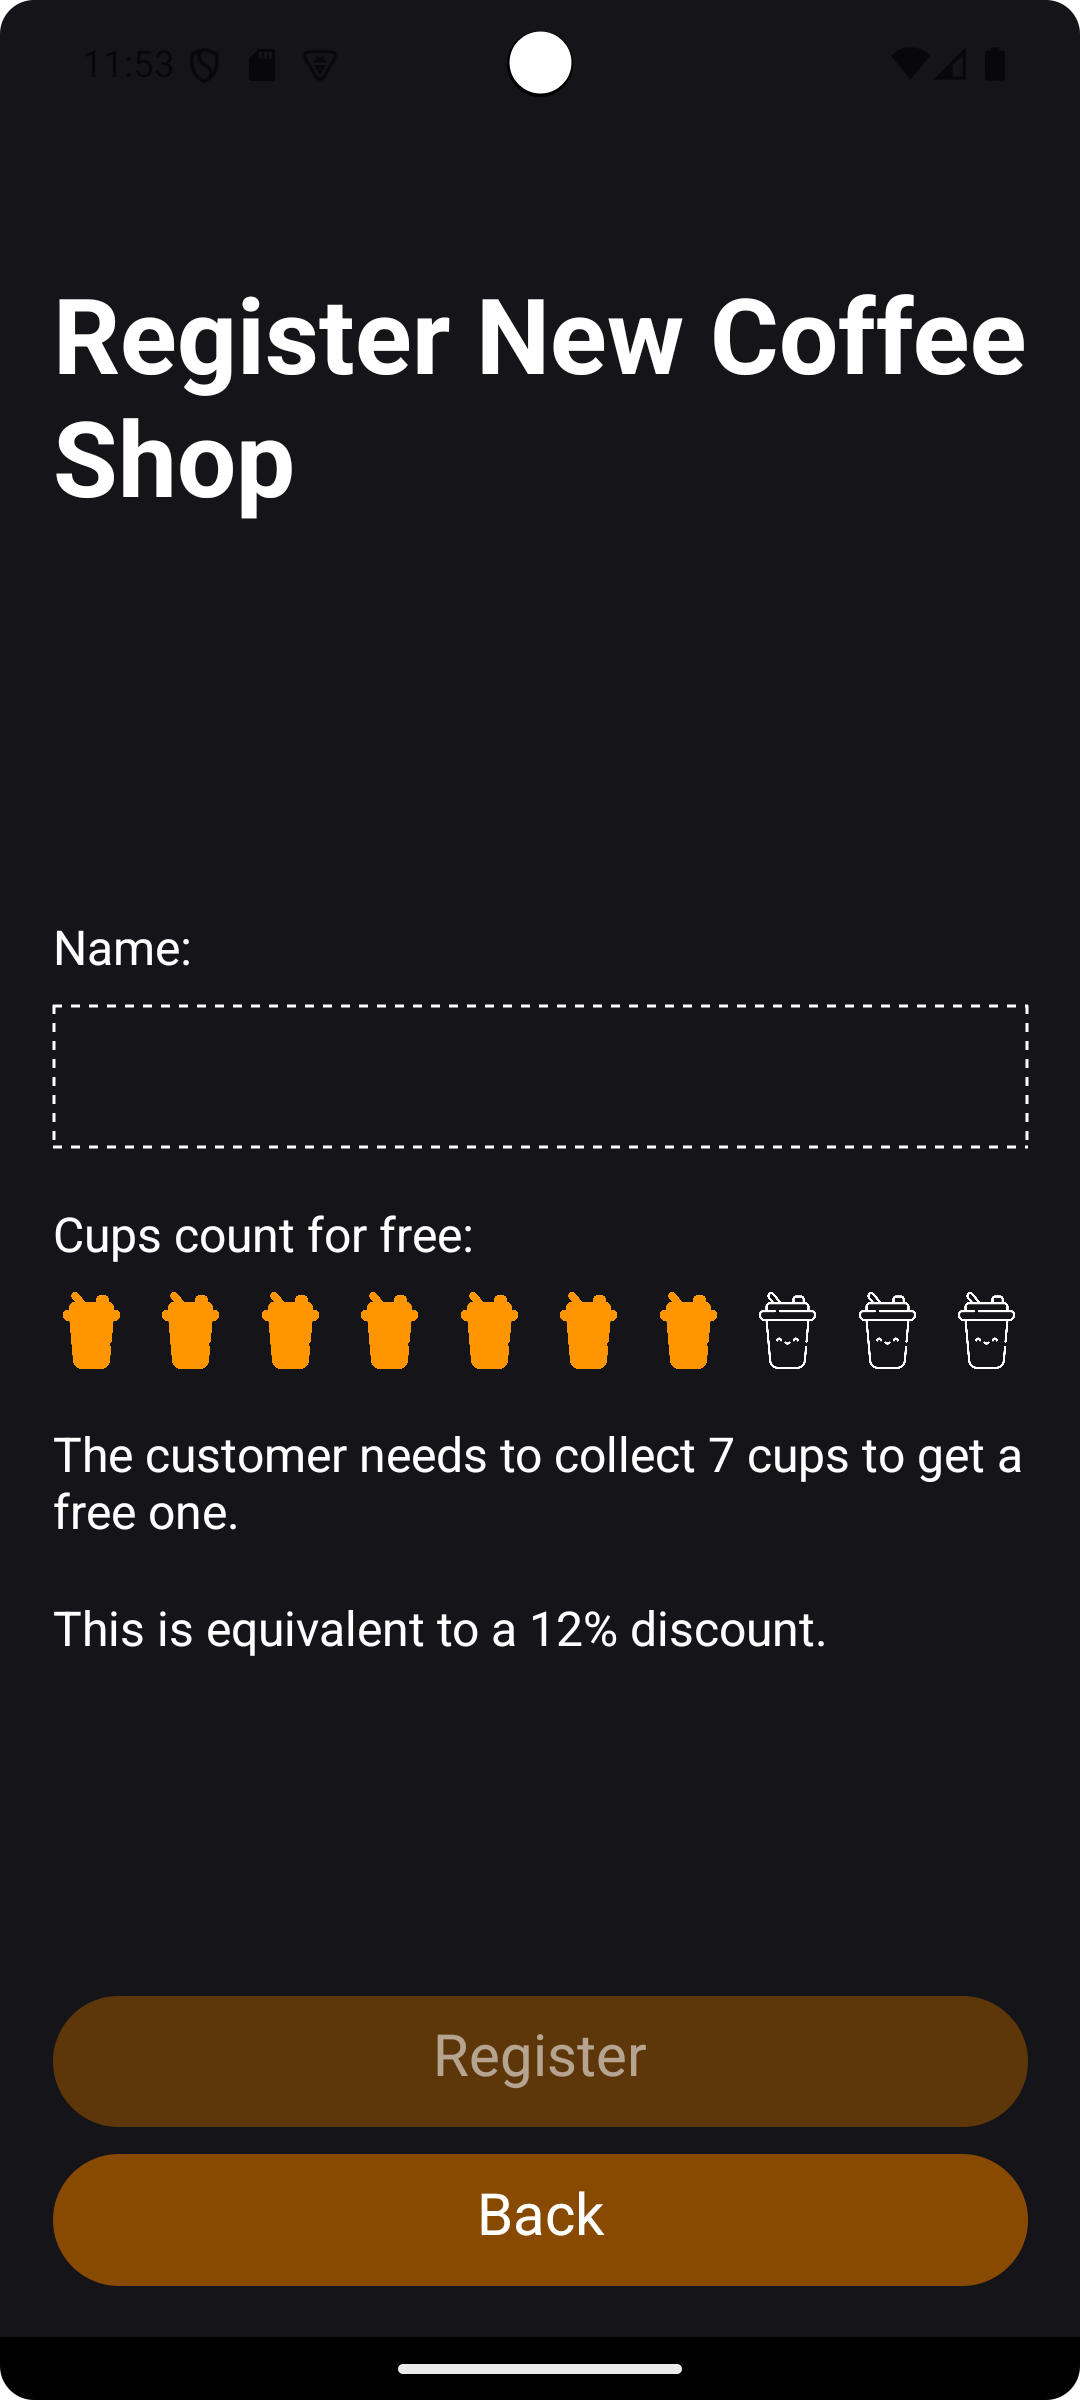 11:53
Register New Coffee
Shop
Name:
Cups count for free:
The customer needs to collect 7 cups to get a
free one.
This is equivalent to a 12% discount.
Register
Back